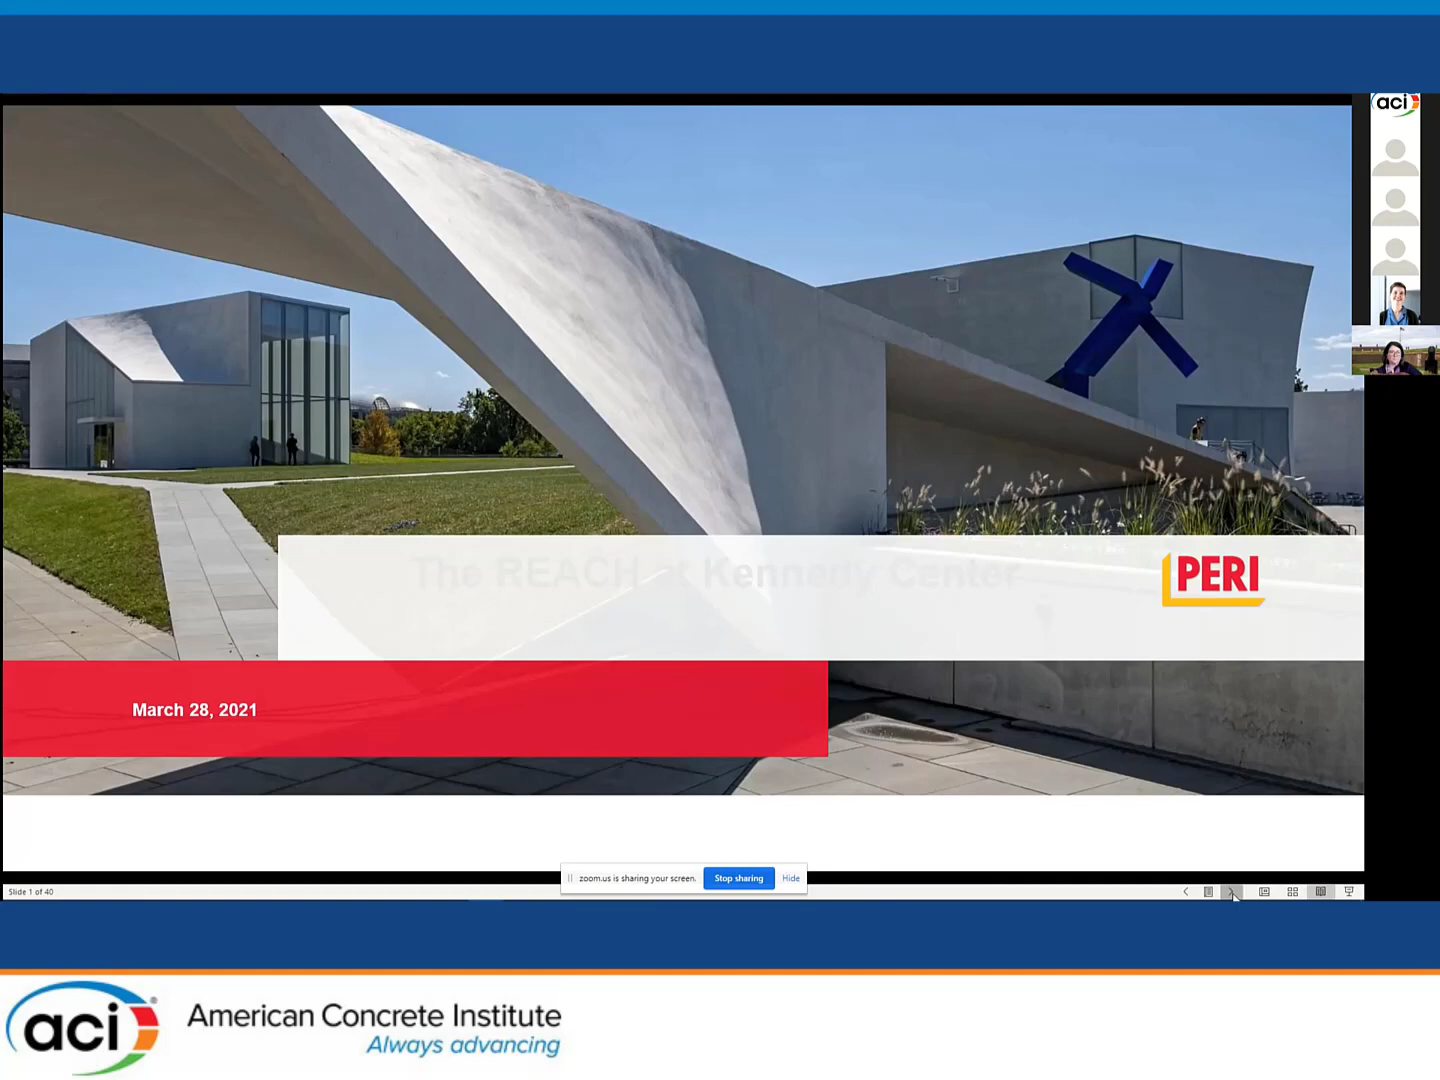 aci
The REACH at Kennedy Center
PERI
March 28, 2021
zoom.us is sharing your screen.
Stop sharing
Hide
Slide 1 of 40
aci
American Concrete Institute
Always advancing